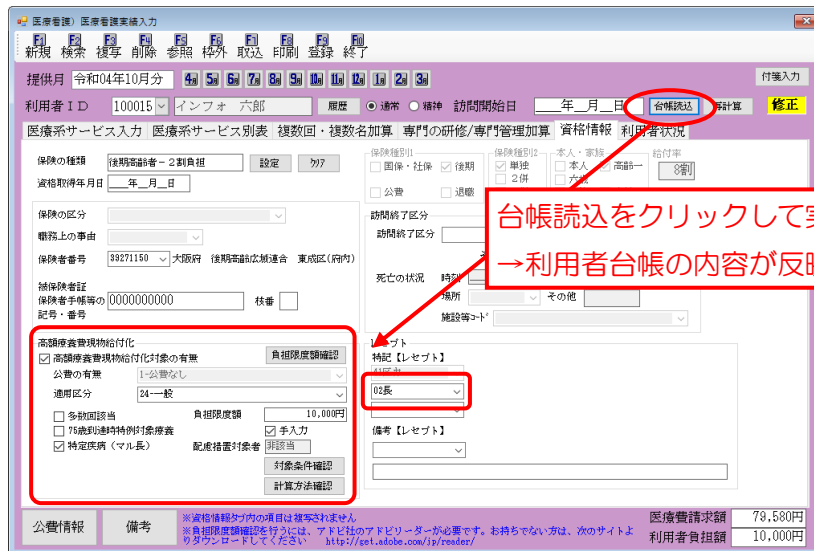 医療看護）医療看護実績入力
F1 F2 F3 F4 F5 F6 F7 F8 F9 F10
新規 検索 複写 削除 参照 枠外 取込 印刷 登録 終了
提供月 令和04年10月分 4月 5月 6月 7月 8月 9月 10月 11月 12月 1月 2月 3月 付箋入力
利用者ＩＤ 100015 インフォ 六郎 履歴 通常 精神 訪問開始日 __年__月__日 台帳読込 再計算 修正
医療系サービス入力 医療系サービス別表 複数回・複数名加算 専門の研修/専門管理加算 資格情報 利用者状況
保険の種類 後期高齢者－2割負担 設定 クリア
資格取得年月日 __年_月_日
保険種別1 国保・社保 後期 公費 退職
保険種別2 単独 2併
本人・家族 本人 高齢一 六歳
給付率 8割
保険の区分
職務上の事由
保険者番号 39271150 大阪府 後期高齢広域連合 東成区(府内)
被保険者証
保険者手帳等の 0000000000 枝番
記号・番号
訪問終了区分
訪問終了区分
死亡の状況 時刻
場所 その他
施設等コード
台帳読込をクリックして
→利用者台帳の内容が反
高額療養費現物給付化
高額療養費現物給付化対象の有無 負担限度額確認
公費の有無 1-公費なし
適用区分 24-一般
多数回該当 負担限度額 10,000円
75歳到達時特例対象療養 手入力
特定疾病（マル長） 配慮措置対象者 非該当
対象条件確認
計算方法確認
レセプト
特記【レセプト】
02長
備考【レセプト】
公費情報 備考
※資格情報タブ内の項目は複写されません
※負担限度額確認を行うには、アドビ社のアドビリーダーが必要です。お持ちでない方は、次のサイトよ
りダウンロードしてください http://get.adobe.com/jp/reader/
医療費請求額 79,580円
利用者負担額 10,000円